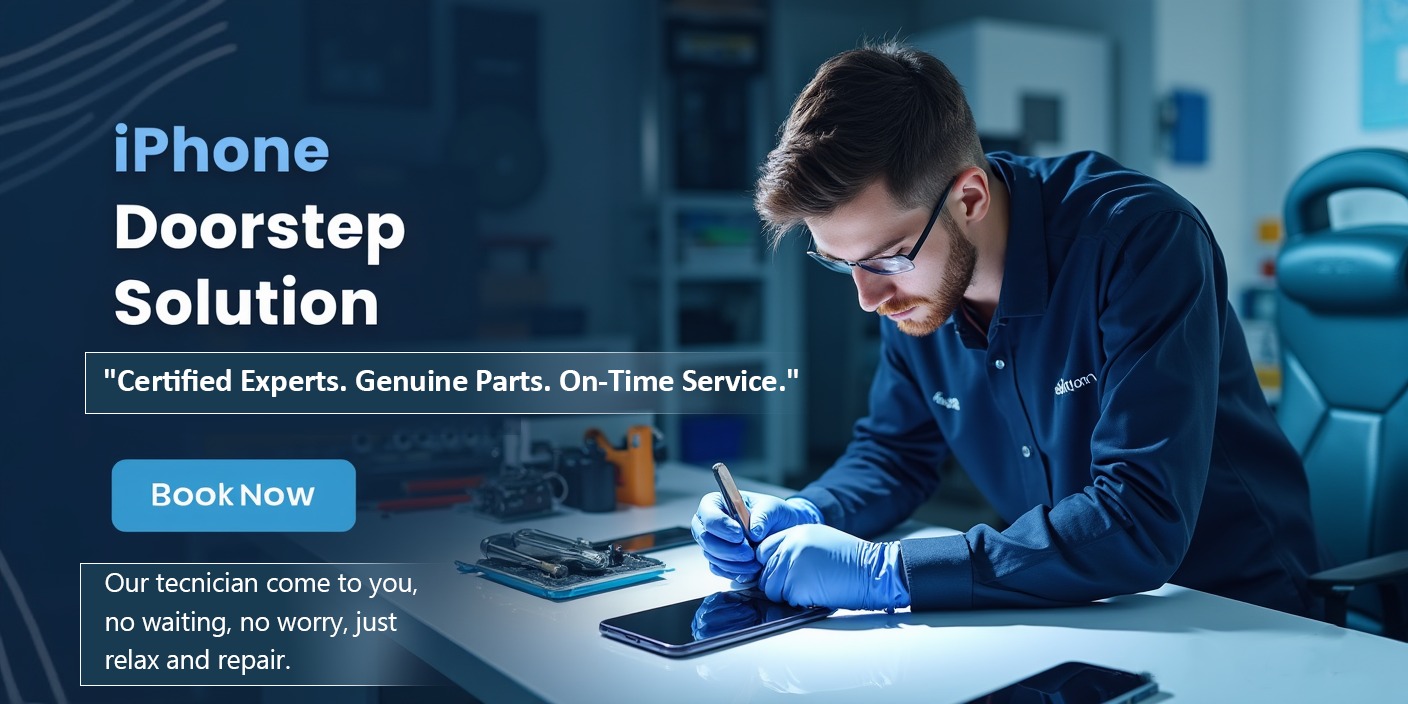 iPhone
Doorstep
Solution
"Certified Experts. Genuine Parts. On-Time Service."
Book Now
Our tecnician come to you,
no waiting, no worry, just
relax and repair.